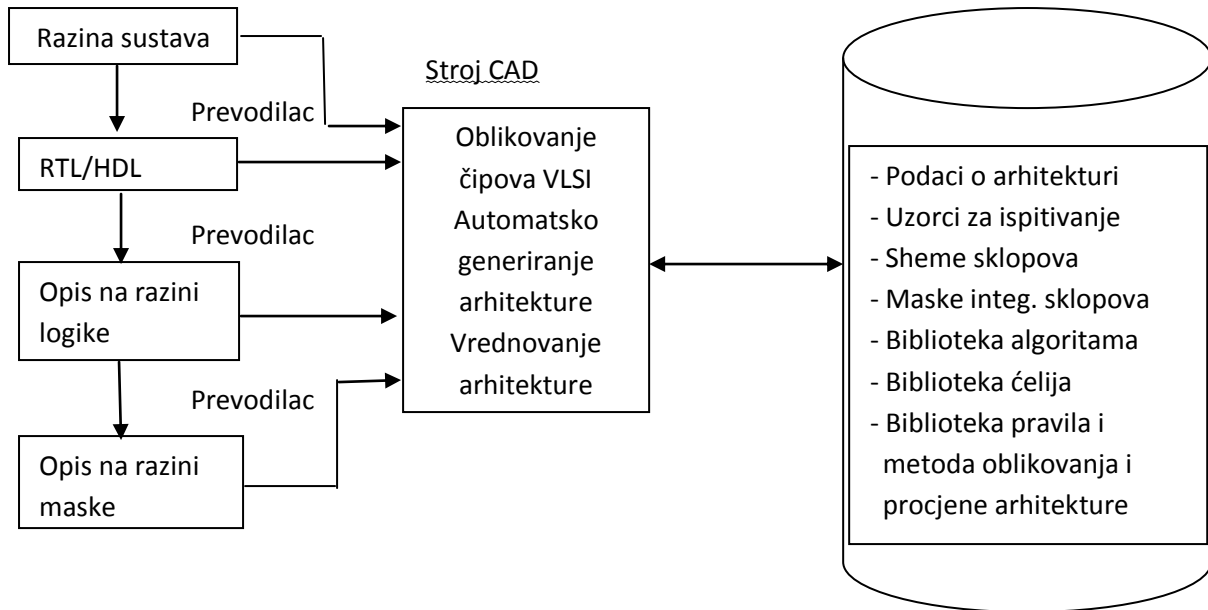 Razina sustava
Prevodilac
RTL/HDL
Prevodilac
Opis na razini
logike
Prevodilac
Opis na razini
maske
Stroj CAD
Oblikovanje
čipova VLSI
Automatsko
generiranje
arhitekture
Vrednovanje
arhitekture
- Podaci o arhitekturi
- Uzorci za ispitivanje
- Sheme sklopova
- Maske integ. sklopova
- Biblioteka algoritama
- Biblioteka ćelija
- Biblioteka pravila i
metoda oblikovanja i
procjene arhitekture